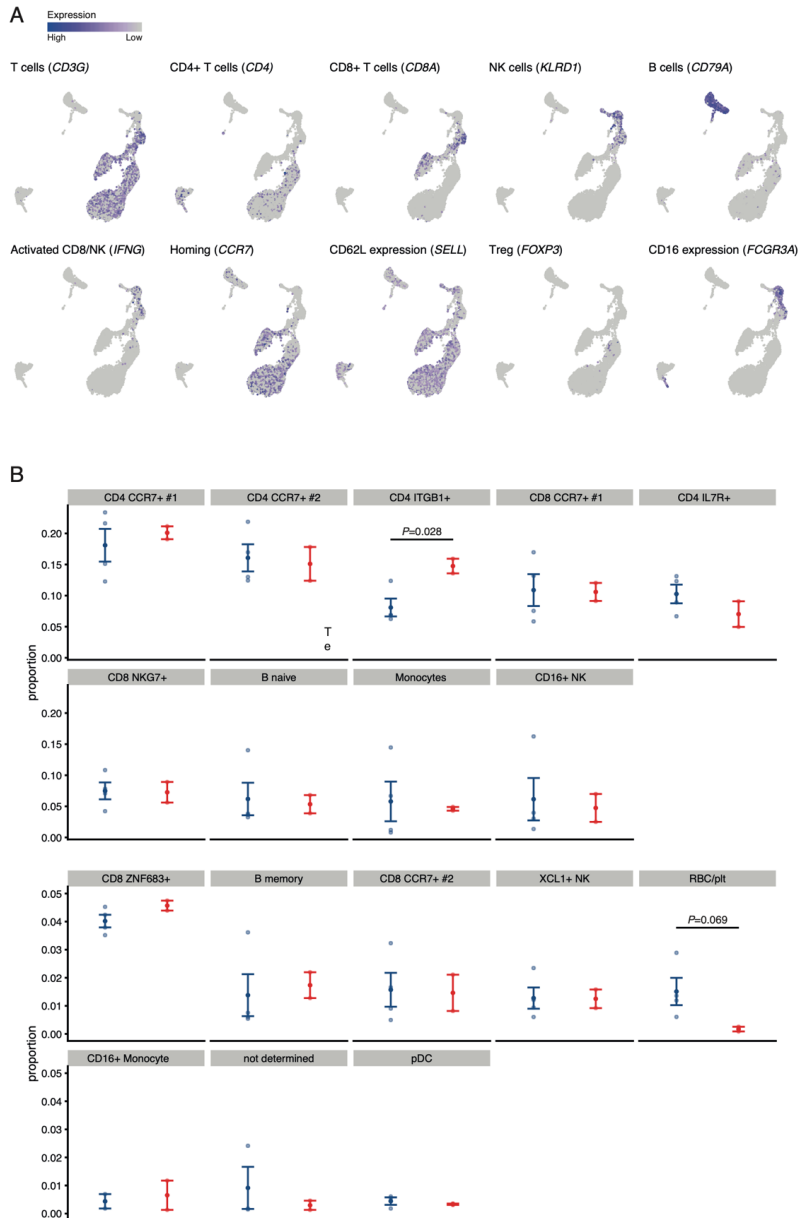 A
Expression
High Low
T cells (CD3G) CD4+ T cells (CD4) CD8+ T cells (CD8A) NK cells (KLRD1) B cells (CD79A)
Activated CD8/NK (IFNG) Homing (CCR7) CD62L expression (SELL) Treg (FOXP3) CD16 expression (FCGR3A)
B
CD4 CCR7+ #1 CD4 CCR7+ #2 CD4 ITGB1+ CD8 CCR7+ #1 CD4 IL7R+
P=0.028
0.20
0.15
0.10
0.05
0.00
T
e
proportion
CD8 NKG7+ B naive Monocytes CD16+ NK
0.20
0.15
0.10
0.05
0.00
CD8 ZNF683+ B memory CD8 CCR7+ #2 XCL1+ NK RBC/plt
P=0.069
0.05
0.04
0.03
0.02
0.01
0.00
proportion
CD16+ Monocyte not determined pDC
0.05
0.04
0.03
0.02
0.01
0.00